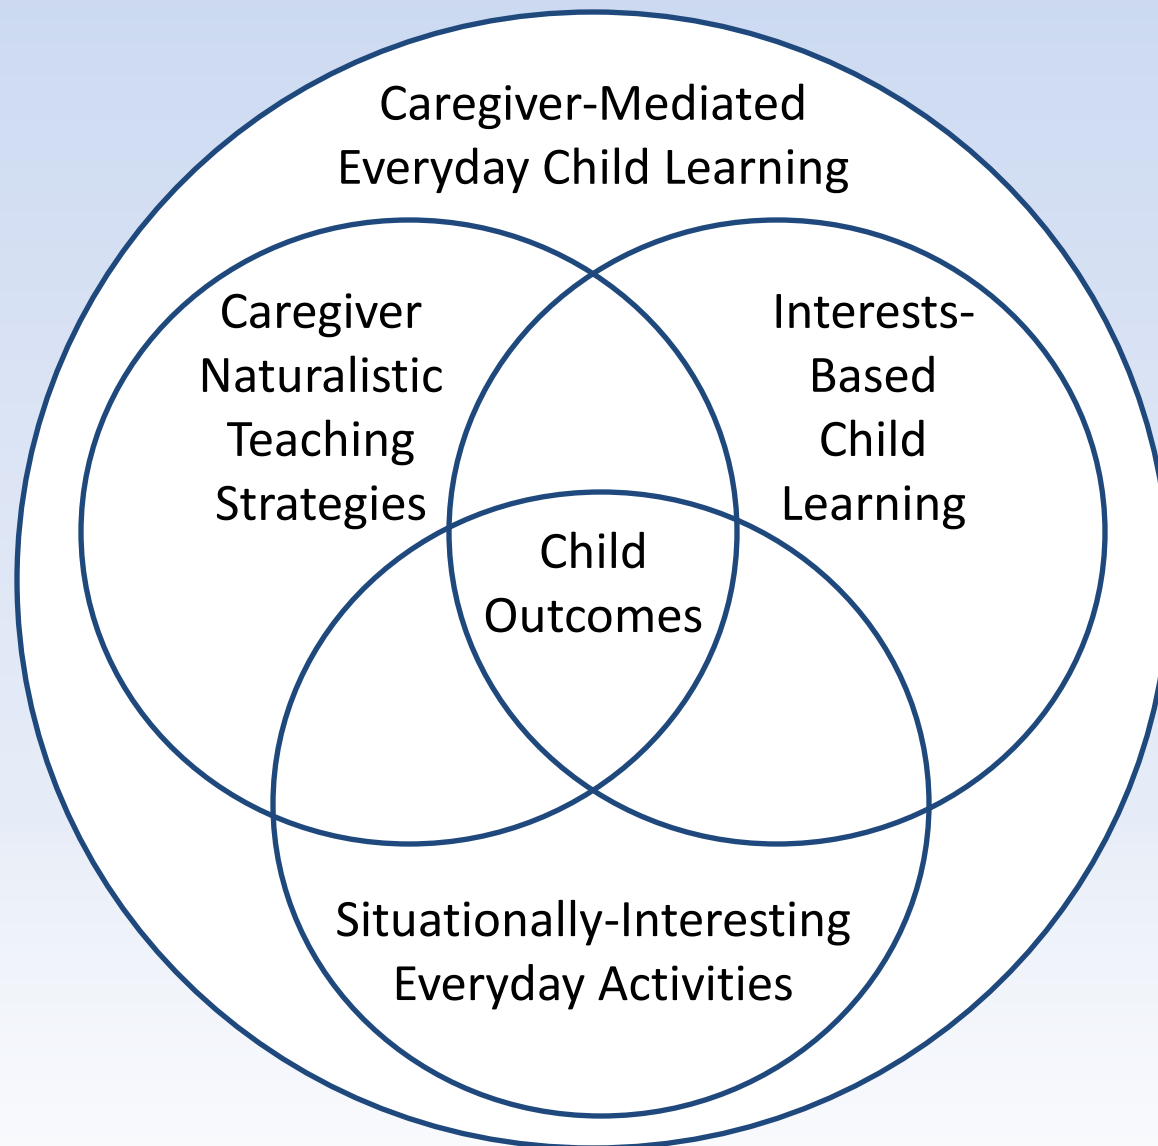 Caregiver-Mediated
Everyday Child Learning
Caregiver
Naturalistic
Teaching
Strategies
Interests-
Based
Child
Learning
Child
Outcomes
Situationally-Interesting
Everyday Activities